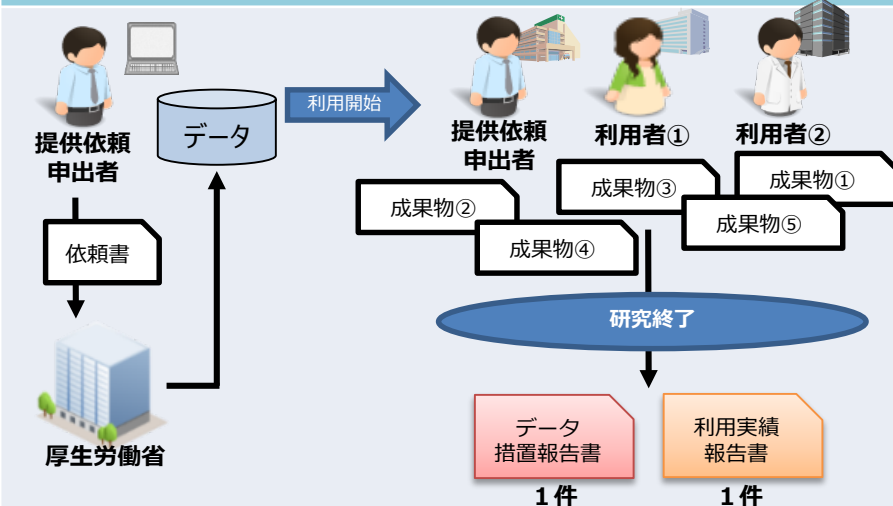 提供依頼
申出者
依頼書
厚生労働省
データ
利用開始
提供依頼
申出者
利用者①
利用者②
成果物②
成果物④
成果物③
成果物①
成果物⑤
研究終了
データ
措置報告書
1件
利用実績
報告書
1件